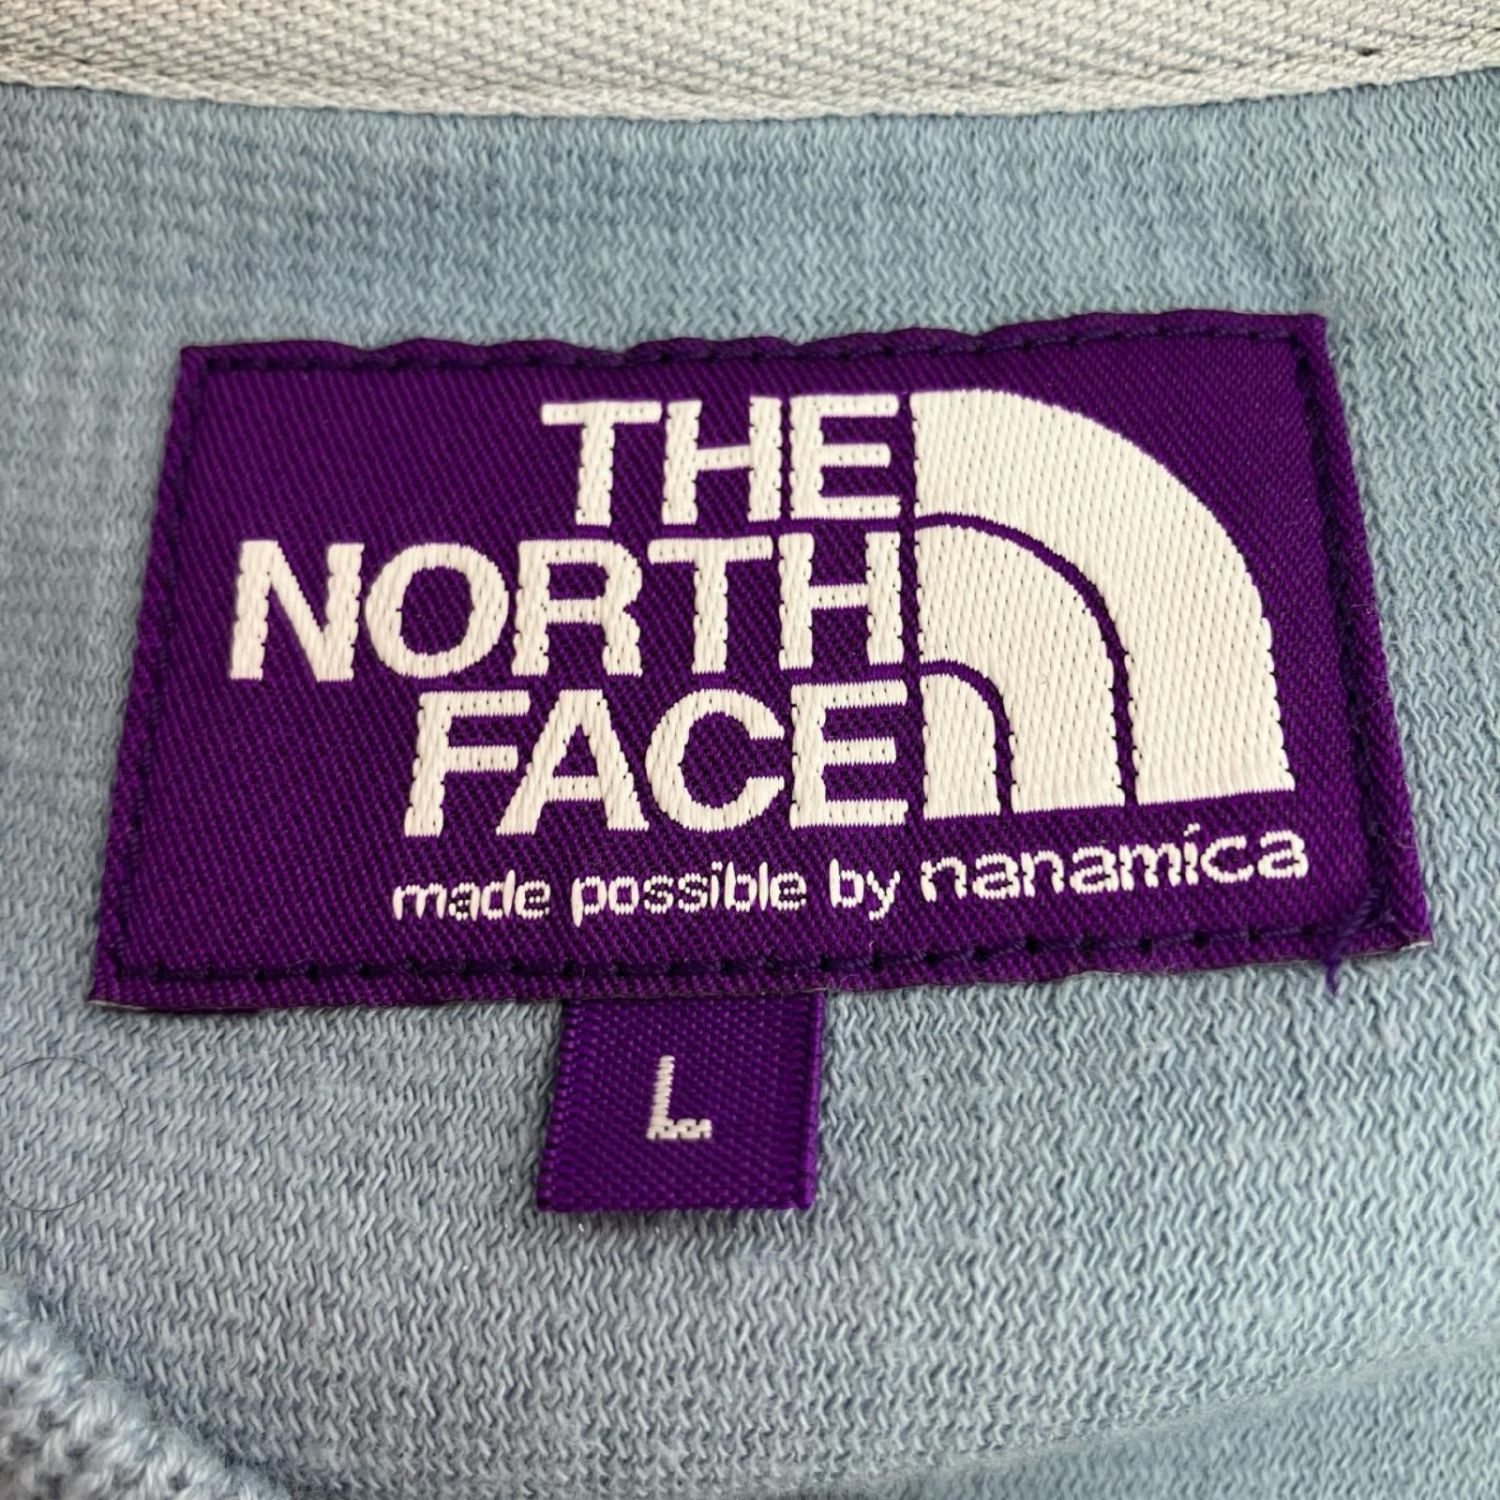 THE
NORTH
FACE
made possible by nanamica
L